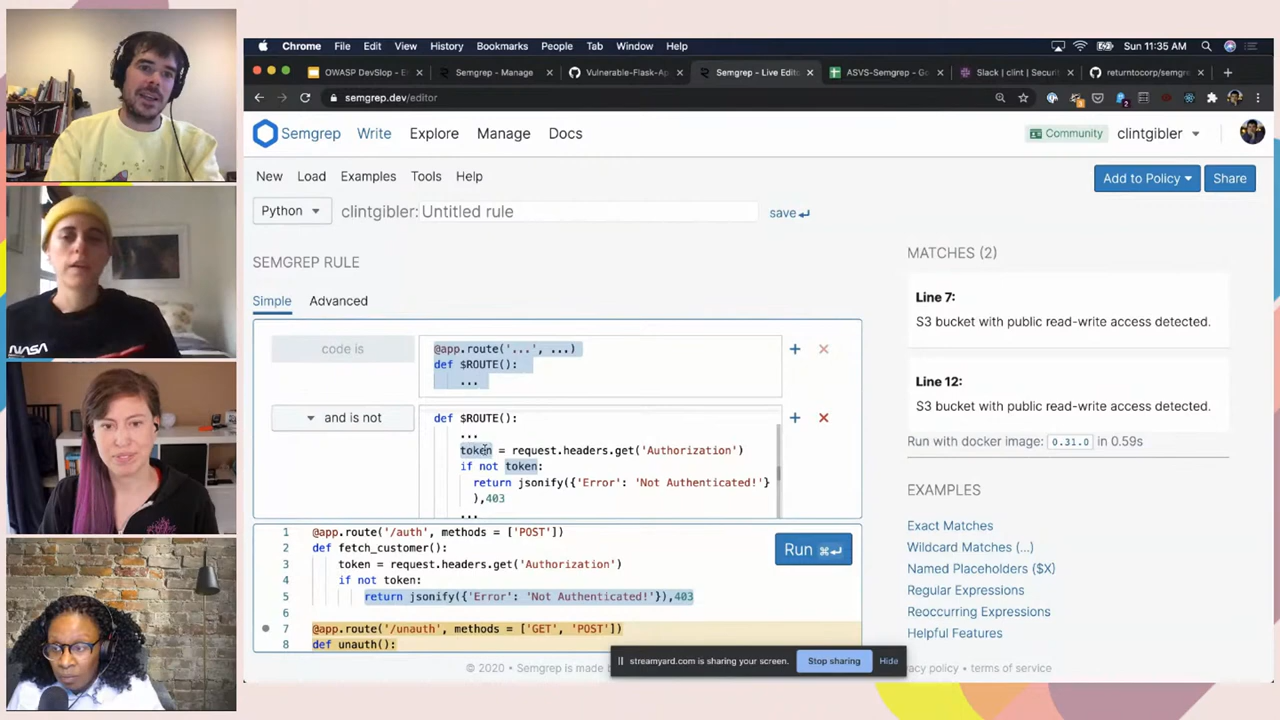 Chrome File Edit View History Bookmarks People Tab Window Help Sun 11:35 AM
OWASP DevSlop - E Semgrep - Manage Vulnerable-Flask-Ap Semgrep - Live Edit ASVS-Semgrep - Go Slack | clint | Securi returntocorp/semgre
semgrep.dev/editor
Semgrep Write Explore Manage Docs Community clintgibler
New Load Examples Tools Help Add to Policy Share
Python clintgibler: Untitled rule save
SEMGREP RULE
Simple Advanced
code is
@app.route('...', ...)
def $ROUTE():
...
and is not
def $ROUTE():
...
token = request.headers.get('Authorization')
if not token:
return jsonify({'Error': 'Not Authenticated!'}
),403
...
1 @app.route('/auth', methods = ['POST'])
2 def fetch_customer():
3 token = request.headers.get('Authorization')
4 if not token:
5 return jsonify({'Error': 'Not Authenticated!'}),403
6
7 @app.route('/unauth', methods = ['GET', 'POST'])
8 def unauth():
Run
MATCHES (2)
Line 7:
S3 bucket with public read-write access detected.
Line 12:
S3 bucket with public read-write access detected.
Run with docker image: 0.31.0 in 0.59s
EXAMPLES
Exact Matches
Wildcard Matches (...)
Named Placeholders ($X)
Regular Expressions
Reoccurring Expressions
Helpful Features
© 2020 • Semgrep is made b
acy policy • terms of service
streamyard.com is sharing your screen. Stop sharing Hide
NASA